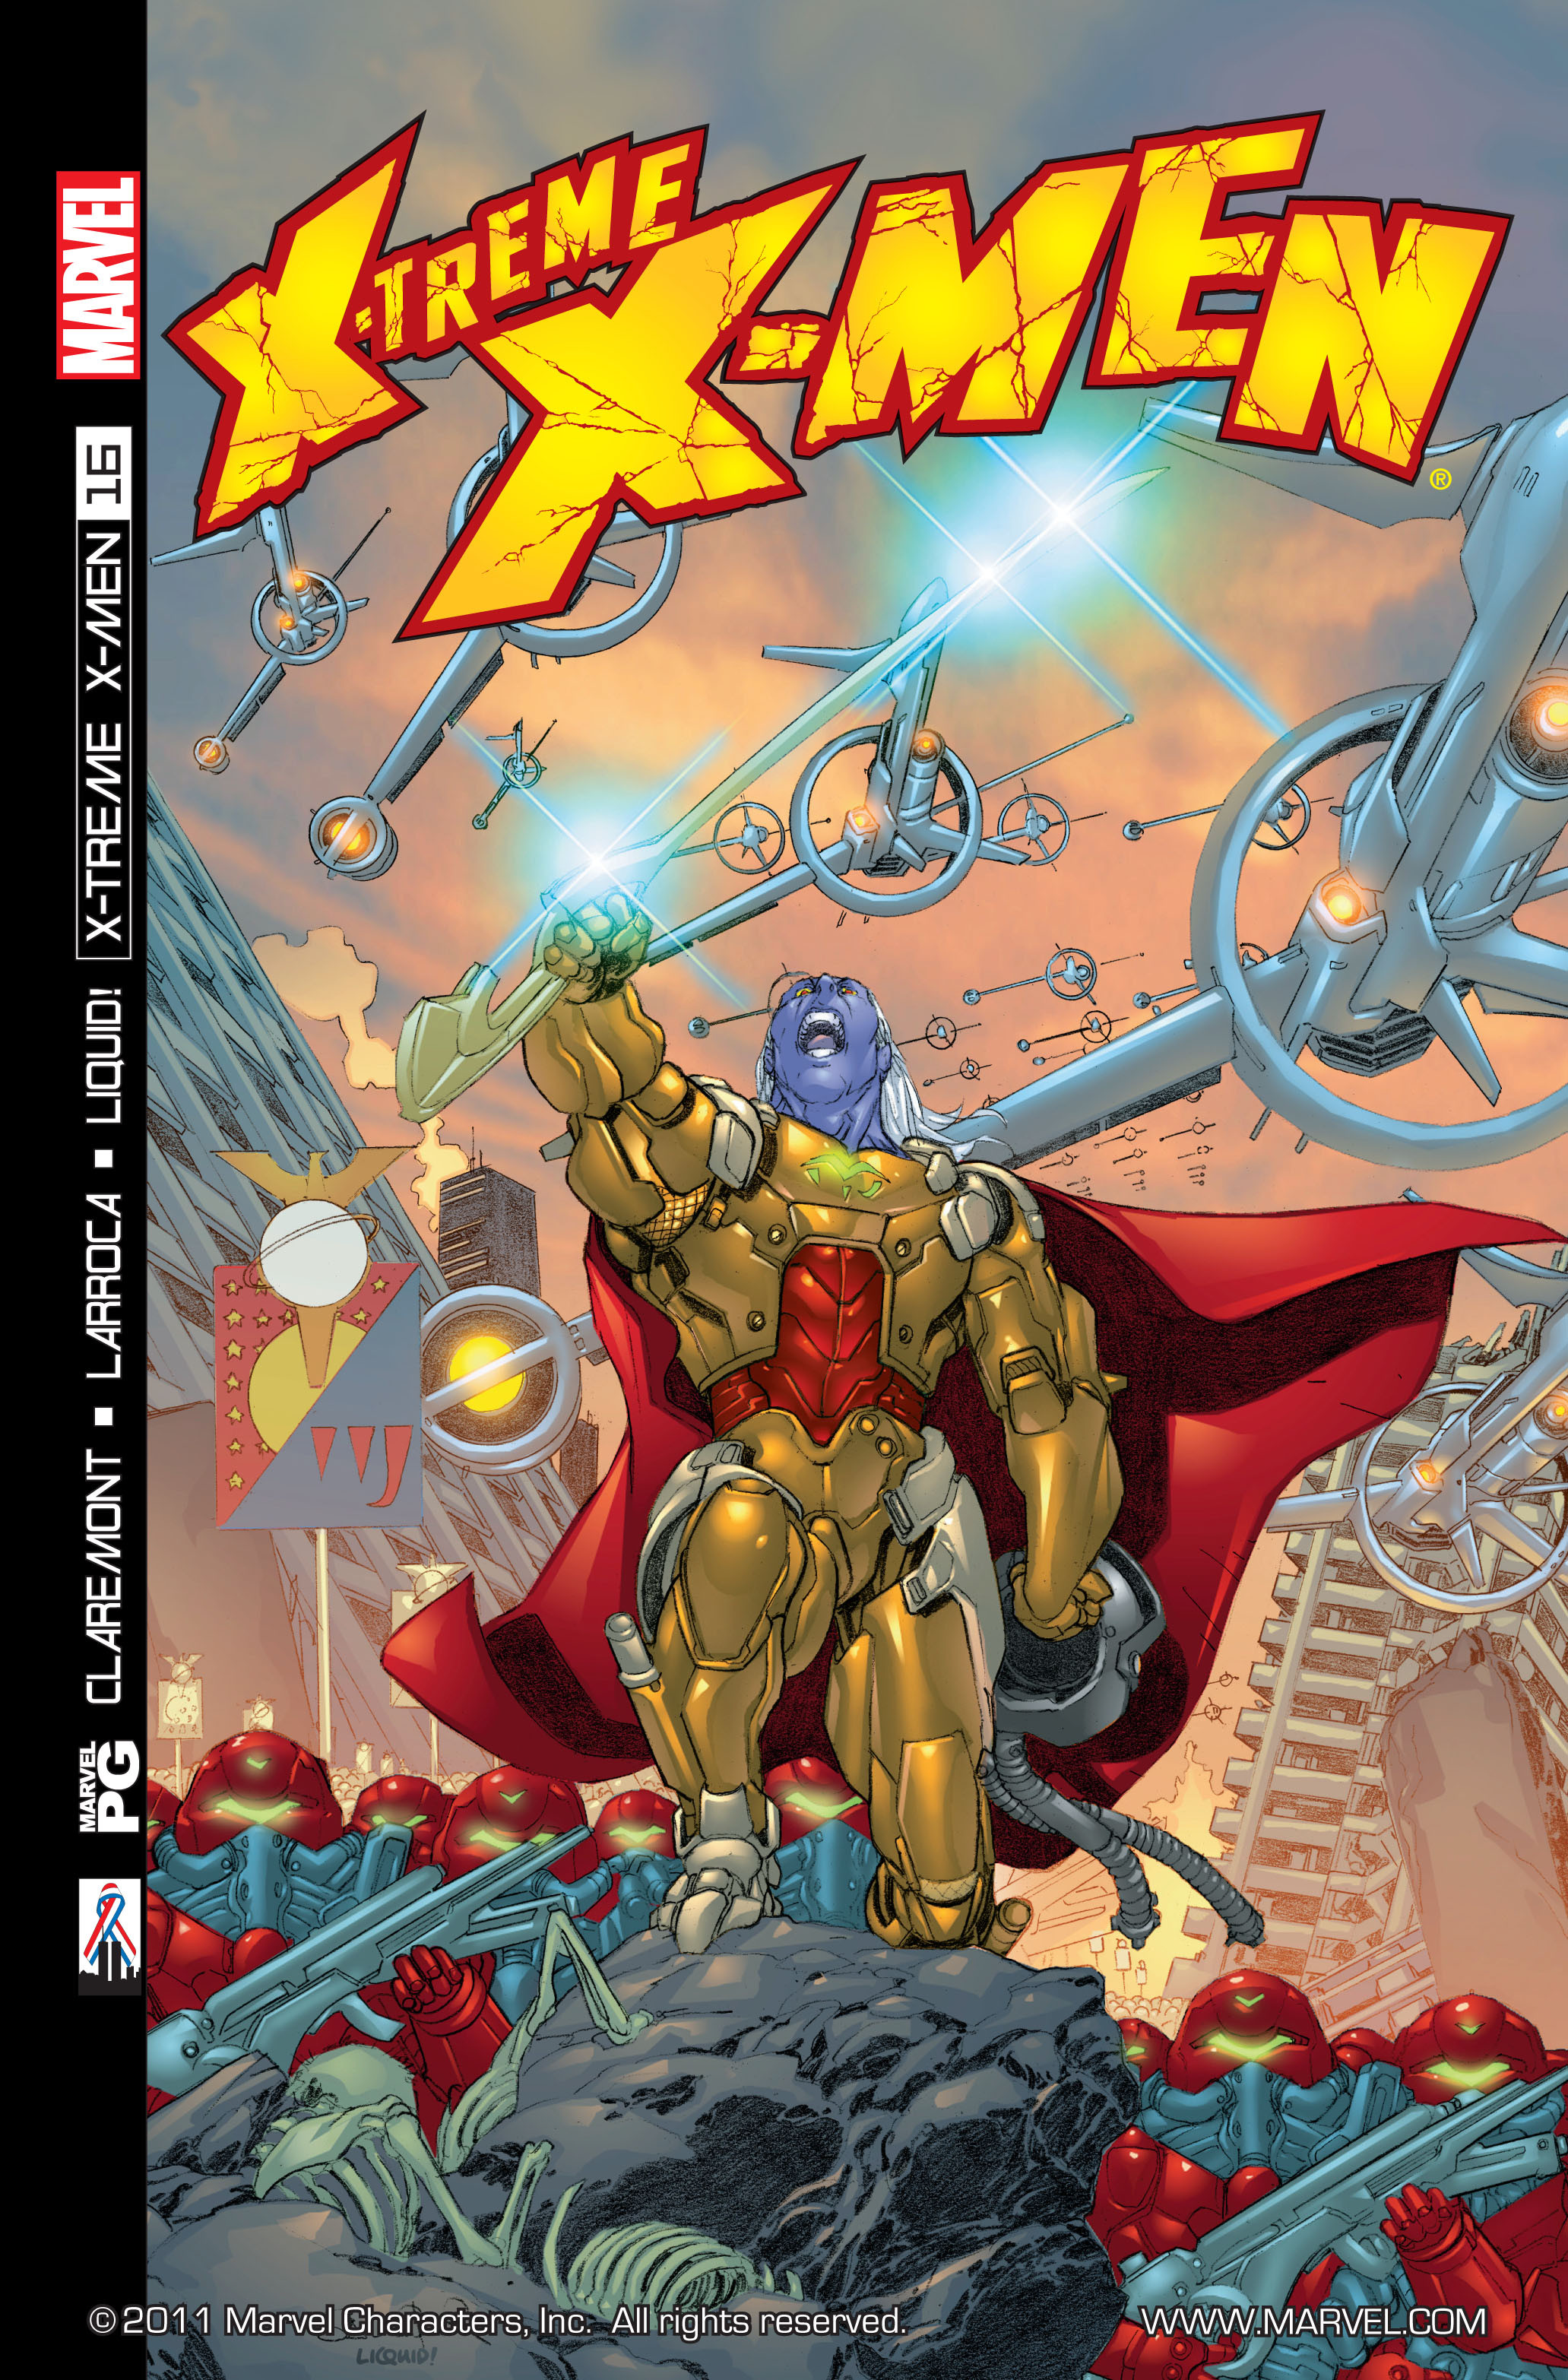 X-TREME
X-MEN
®
MARVEL
X-TREME X-MEN 16
CLAREMONT ■ LARROCA ■ LIQUID!
MARVEL
PG
©2011 Marvel Characters, Inc. All rights reserved.
WWW.MARVEL.COM
LIQUID!